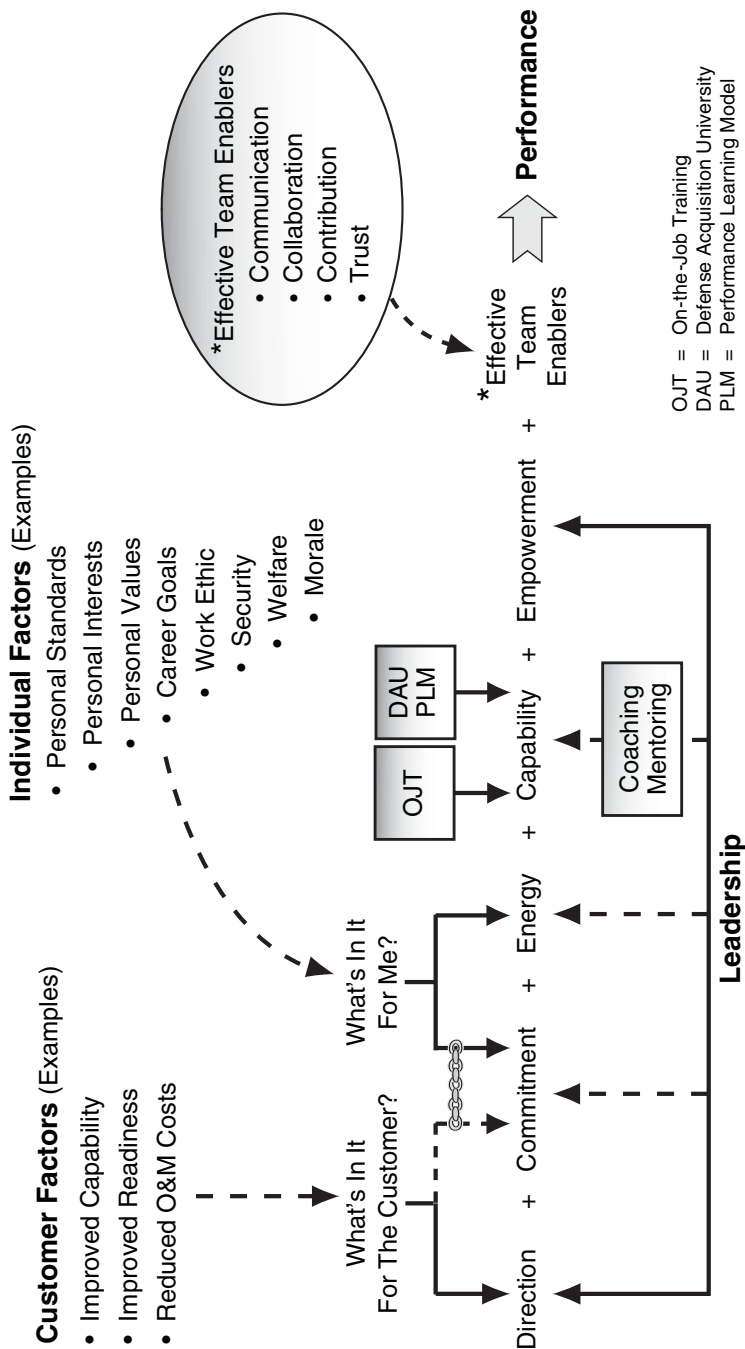 Customer Factors (Examples)
• Improved Capability
• Improved Readiness
• Reduced O&M Costs
Individual Factors (Examples)
• Personal Standards
• Personal Interests
• Personal Values
• Career Goals
• Work Ethic
• Security
• Welfare
• Morale
*Effective Team Enablers
• Communication
• Collaboration
• Contribution
• Trust
What's In It
For The Customer?
What's In It
For Me?
OJT
DAU
PLM
Direction + Commitment + Energy + Capability + Empowerment +
*Effective
Team
Enablers
Performance
Coaching
Mentoring
Leadership
OJT = On-the-Job Training
DAU = Defense Acquisition University
PLM = Performance Learning Model